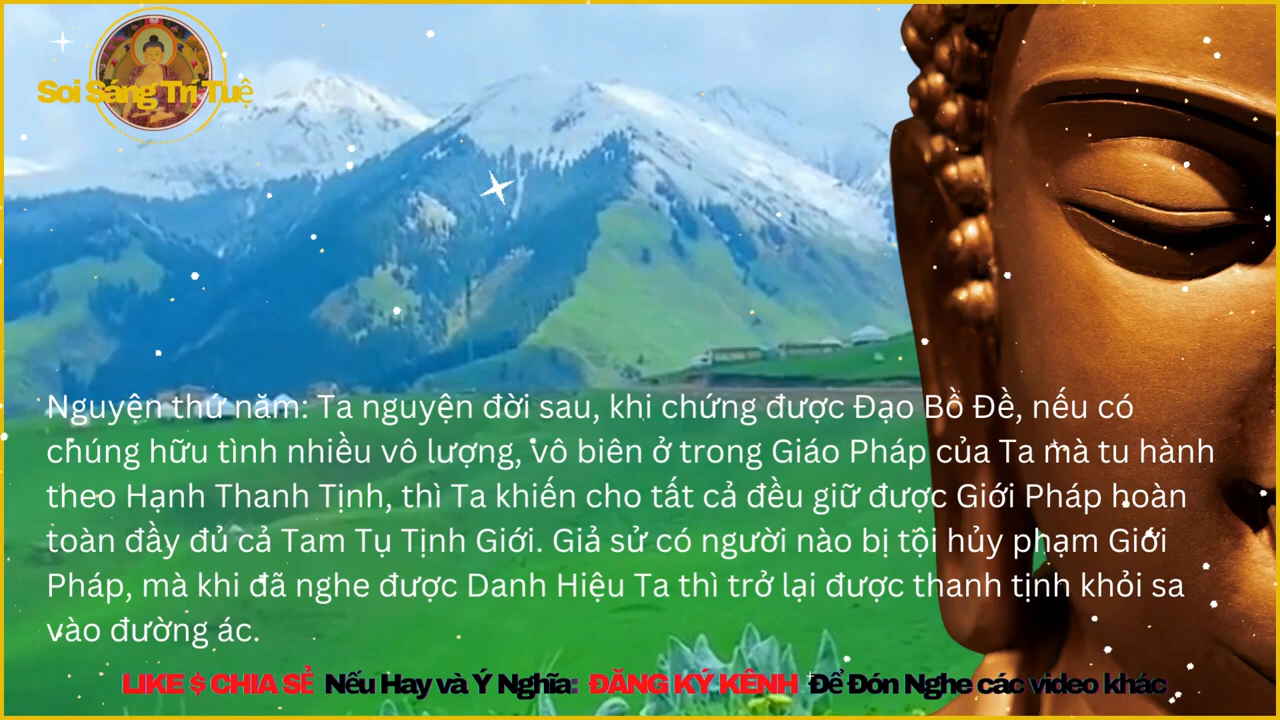 Soi Sáng Trí Tuệ
Nguyện thứ năm: Ta nguyện đời sau, khi chứng được Đạo Bồ Đề, nếu có
chúng hữu tình nhiều vô lượng, vô biên ở trong Giáo Pháp của Ta mà tu hành
theo Hạnh Thanh Tịnh, thì Ta khiến cho tất cả đều giữ được Giới Pháp hoàn
toàn đầy đủ cả Tam Tụ Tịnh Giới. Giả sử có người nào bị tội hủy phạm Giới
Pháp, mà khi đã nghe được Danh Hiệu Ta thì trở lại được thanh tịnh khỏi sa
vào đường ác.
LIKE $ CHIA SẺ Nếu Hay và Ý Nghĩa: ĐĂNG KÝ KÊNH Để Đón Nghe các video khác